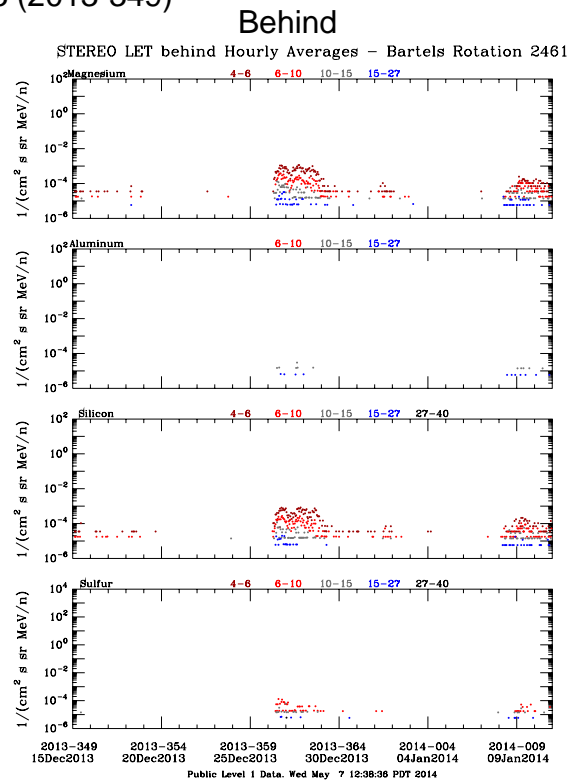 (2013-349)
Behind
STEREO LET behind Hourly Averages – Bartels Rotation 2461
Magnesium 4-6 6-10 10-15 15-27
10² 10⁰ 10⁻² 10⁻⁴ 10⁻⁶
1/(cm² s sr MeV/n)
Aluminum 6-10 10-15 15-27
10² 10⁰ 10⁻² 10⁻⁴ 10⁻⁶
1/(cm² s sr MeV/n)
Silicon 4-6 6-10 10-15 15-27 27-40
10² 10⁰ 10⁻² 10⁻⁴ 10⁻⁶
1/(cm² s sr MeV/n)
Sulfur 4-6 6-10 10-15 15-27 27-40
10⁴ 10² 10⁰ 10⁻² 10⁻⁴ 10⁻⁶
1/(cm² s sr MeV/n)
2013-349 2013-354 2013-359 2013-364 2014-004 2014-009
15Dec2013 20Dec2013 25Dec2013 30Dec2013 04Jan2014 09Jan2014
Public Level 1 Data. Wed May 7 12:38:36 PDT 2014